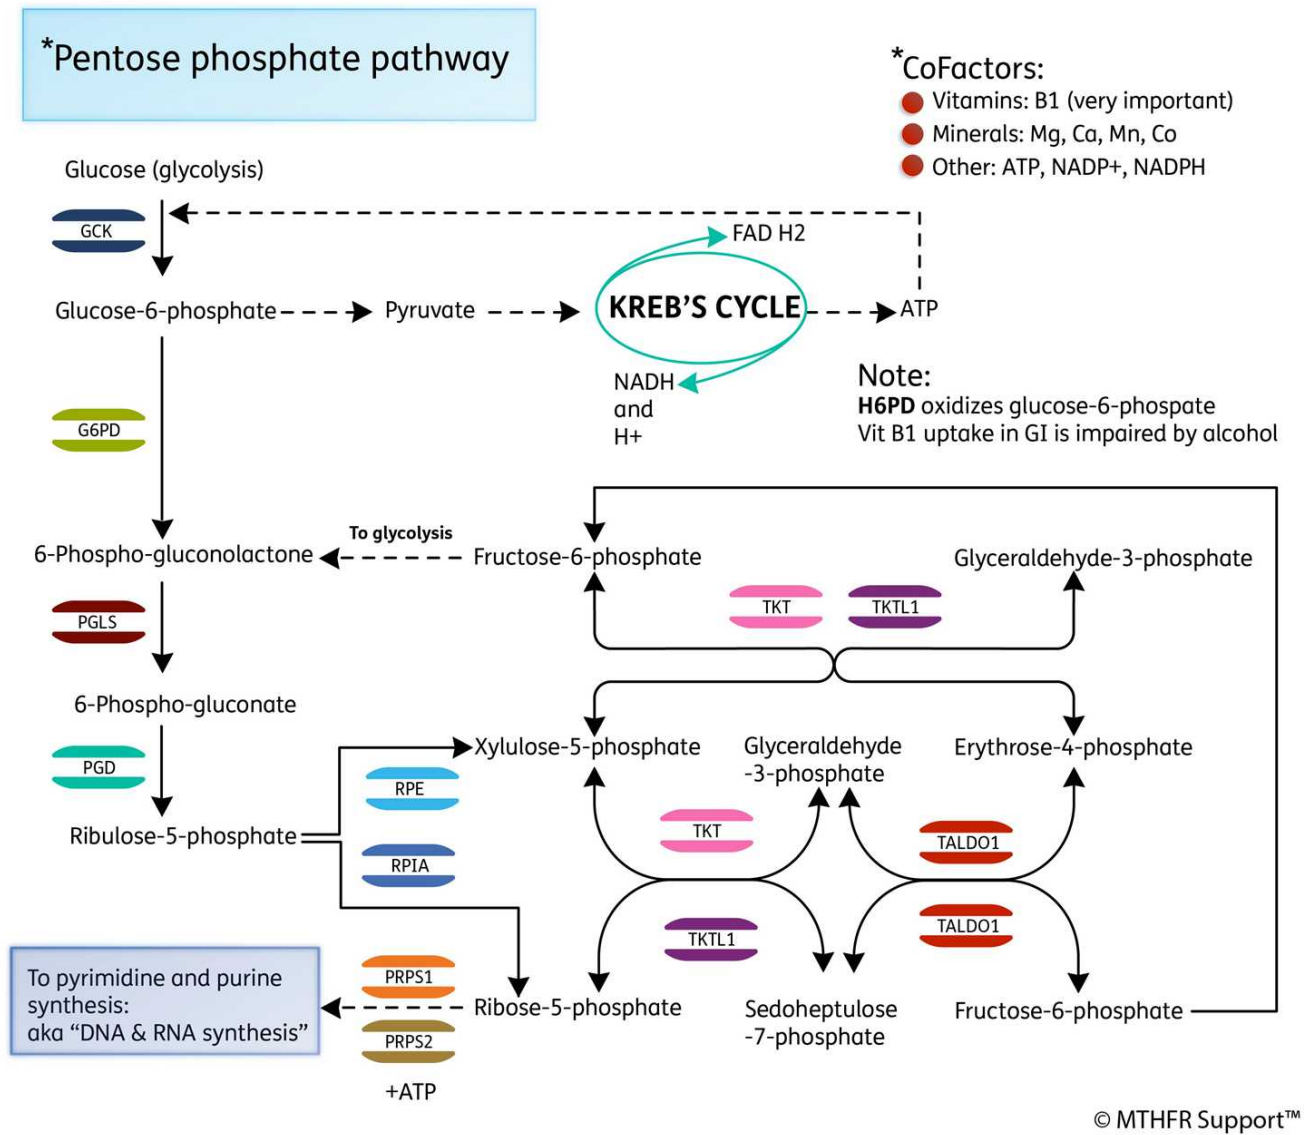 *Pentose phosphate pathway
*CoFactors:
Vitamins: B1 (very important)
Minerals: Mg, Ca, Mn, Co
Other: ATP, NADP+, NADPH
Glucose (glycolysis)
GCK
FAD H2
Glucose-6-phosphate
Pyruvate
KREB'S CYCLE
ATP
NADH
and
H+
Note:
H6PD oxidizes glucose-6-phospate
Vit B1 uptake in GI is impaired by alcohol
G6PD
6-Phospho-gluconolactone
To glycolysis
Fructose-6-phosphate
Glyceraldehyde-3-phosphate
TKT
TKTL1
PGLS
6-Phospho-gluconate
Xylulose-5-phosphate
Glyceraldehyde
-3-phosphate
Erythrose-4-phosphate
PGD
RPE
Ribulose-5-phosphate
TKT
TALDO1
RPIA
TKTL1
TALDO1
To pyrimidine and purine
synthesis:
aka "DNA & RNA synthesis"
PRPS1
Ribose-5-phosphate
Sedoheptulose
-7-phosphate
Fructose-6-phosphate
PRPS2
+ATP
© MTHFR Support™